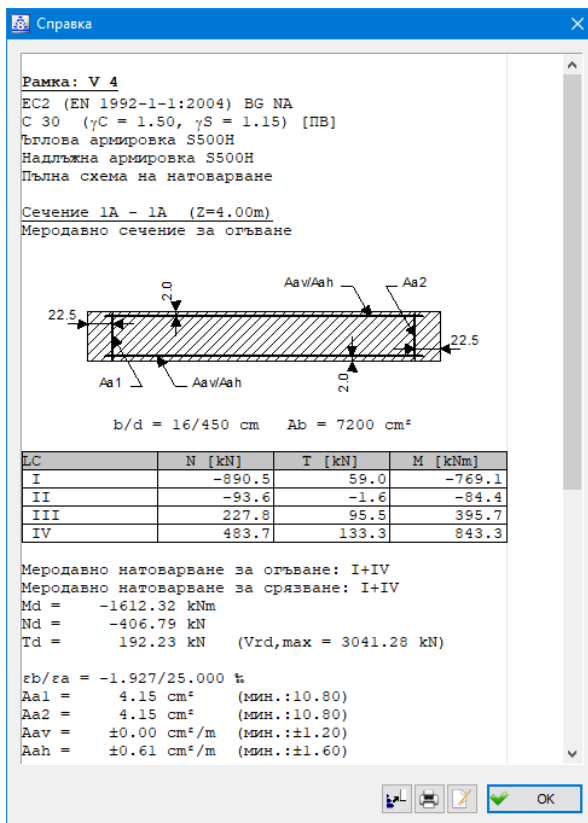 Справка
Рамка: V 4
EC2 (EN 1992-1-1:2004) BG NA
C 30 (γC = 1.50, γS = 1.15) [ПВ]
Ъглова армировка S500H
Надлъжна армировка S500H
Пълна схема на натоварване
Сечение 1A - 1A (Z=4.00m)
Меродавно сечение за огъване
2.0 Aav/Aah Aa2
22.5
22.5
Aa1 Aav/Aah 2.0
b/d = 16/450 cm Ab = 7200 cm²
LC N [kN] T [kN] M [kNm]
I -890.5 59.0 -769.1
II -93.6 -1.6 -84.4
III 227.8 95.5 395.7
IV 483.7 133.3 843.3
Меродавно натоварване за огъване: I+IV
Меродавно натоварване за срязване: I+IV
Md = -1612.32 kNm
Nd = -406.79 kN
Td = 192.23 kN (Vrd,max = 3041.28 kN)
εb/εa = -1.927/25.000 ‰
Aa1 = 4.15 cm² (мин.:10.80)
Aa2 = 4.15 cm² (мин.:10.80)
Aav = ±0.00 cm²/m (мин.:±1.20)
Aah = ±0.61 cm²/m (мин.:±1.60)
OK